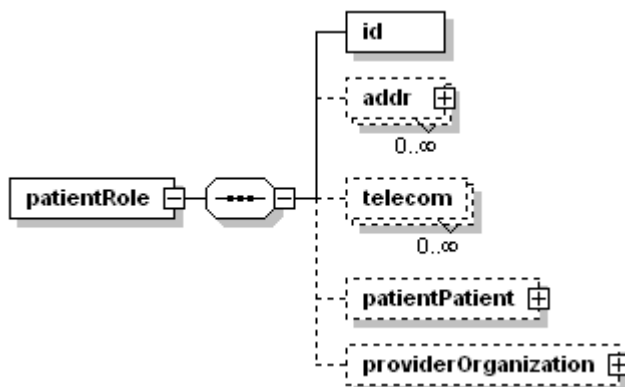 id
addr
0..∞
patientRole
telecom
0..∞
patientPatient
providerOrganization